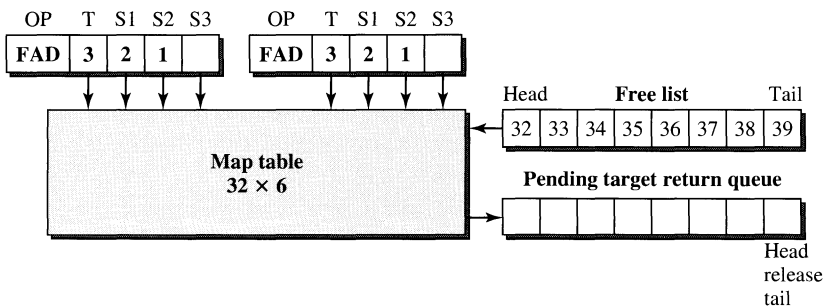 OP T S1 S2 S3
FAD 3 2 1
OP T S1 S2 S3
FAD 3 2 1
Head Free list Tail
32 33 34 35 36 37 38 39
Map table
32 × 6
Pending target return queue
Head
release
tail